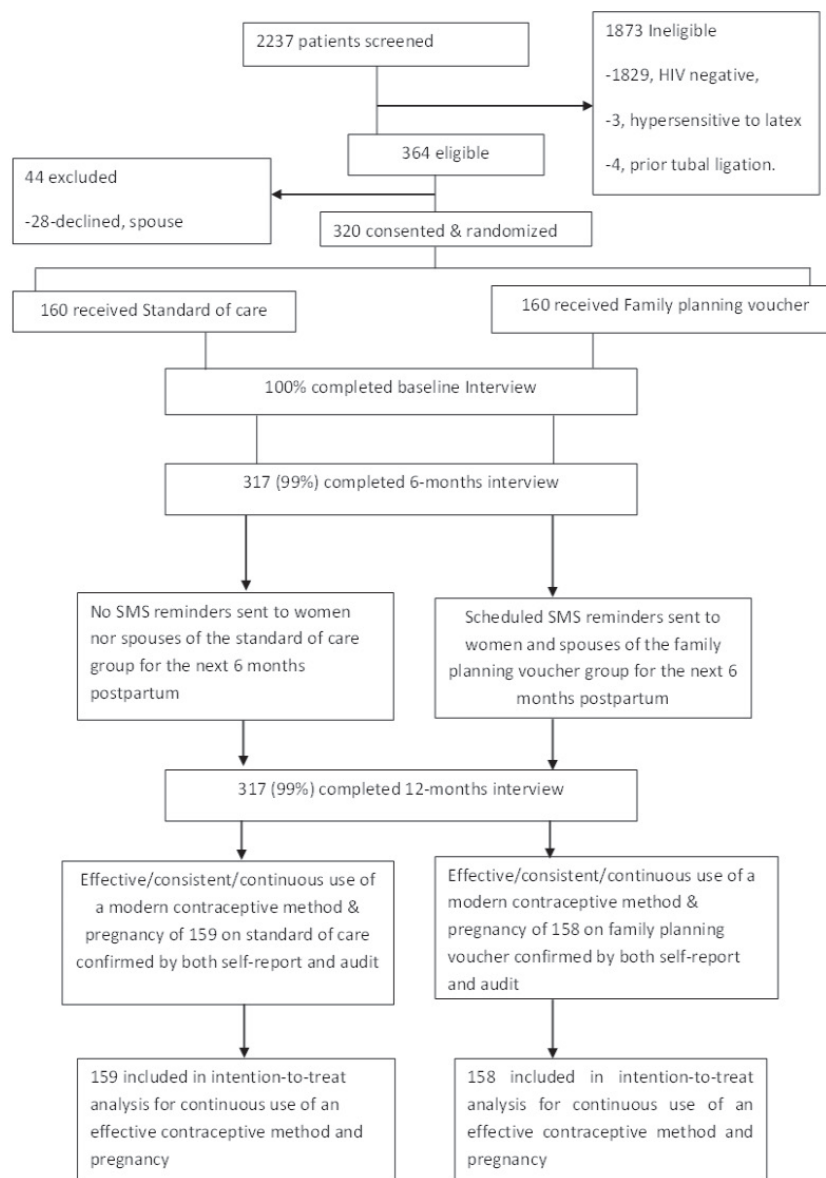 2237 patients screened
1873 Ineligible
-1829, HIV negative,
-3, hypersensitive to latex
-4, prior tubal ligation.
364 eligible
44 excluded
-28-declined, spouse
320 consented & randomized
160 received Standard of care
160 received Family planning voucher
100% completed baseline Interview
317 (99%) completed 6-months interview
No SMS reminders sent to women
nor spouses of the standard of care
group for the next 6 months
postpartum
Scheduled SMS reminders sent to
women and spouses of the family
planning voucher group for the next 6
months postpartum
317 (99%) completed 12-months interview
Effective/consistent/continuous use of
a modern contraceptive method &
pregnancy of 159 on standard of care
confirmed by both self-report and audit
Effective/consistent/continuous use of a
modern contraceptive method &
pregnancy of 158 on family planning
voucher confirmed by both self-report
and audit
159 included in intention-to-treat
analysis for continuous use of an
effective contraceptive method and
pregnancy
158 included in intention-to-treat
analysis for continuous use of an
effective contraceptive method and
pregnancy